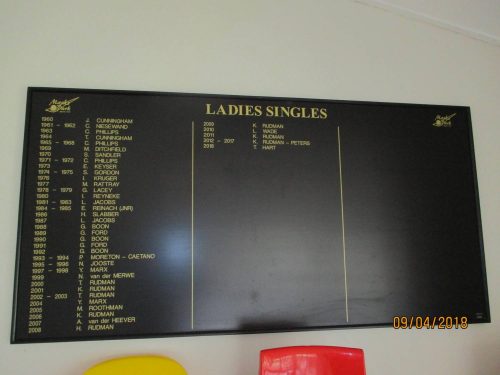 Marks Park
LADIES SINGLES
Marks Park
1960 J. CUNNINGHAM
1961 - 1962 C. NIESEWAND
1963 C. PHILLIPS
1964 T. CUNNINGHAM
1965 - 1968 C. PHILLIPS
1969 M. DITCHFIELD
1970 S. SANDLER
1971 - 1972 C. PHILLIPS
1973 E. KEYSER
1974 - 1975 S. GORDON
1976 I. KRUGER
1977 M. RATTRAY
1978 - 1979 G. LACEY
1980 I. REYNEKE
1981 - 1983 L. JACOBS
1984 - 1985 E. REINACH (JNR)
1986 H. SLABBER
1987 L. JACOBS
1988 G. BOON
1989 G. FORD
1990 G. BOON
1991 G. FORD
1992 G. BOON
1993 - 1994 P. MORETON - CAETANO
1995 - 1996 N. JOOSTE
1997 - 1998 Y. MARX
1999 N. van der MERWE
2000 T. RUDMAN
2001 K. RUDMAN
2002 - 2003 T. RUDMAN
2004 Y. MARX
2005 M. ROOTHMAN
2006 K. RUDMAN
2007 A. van der HEEVER
2008 H. RUDMAN
2009 K. RUDMAN
2010 L. WADE
2011 K. RUDMAN
2012 - 2017 K. RUDMAN - PETERS
2018 T. HART
09/04/2018